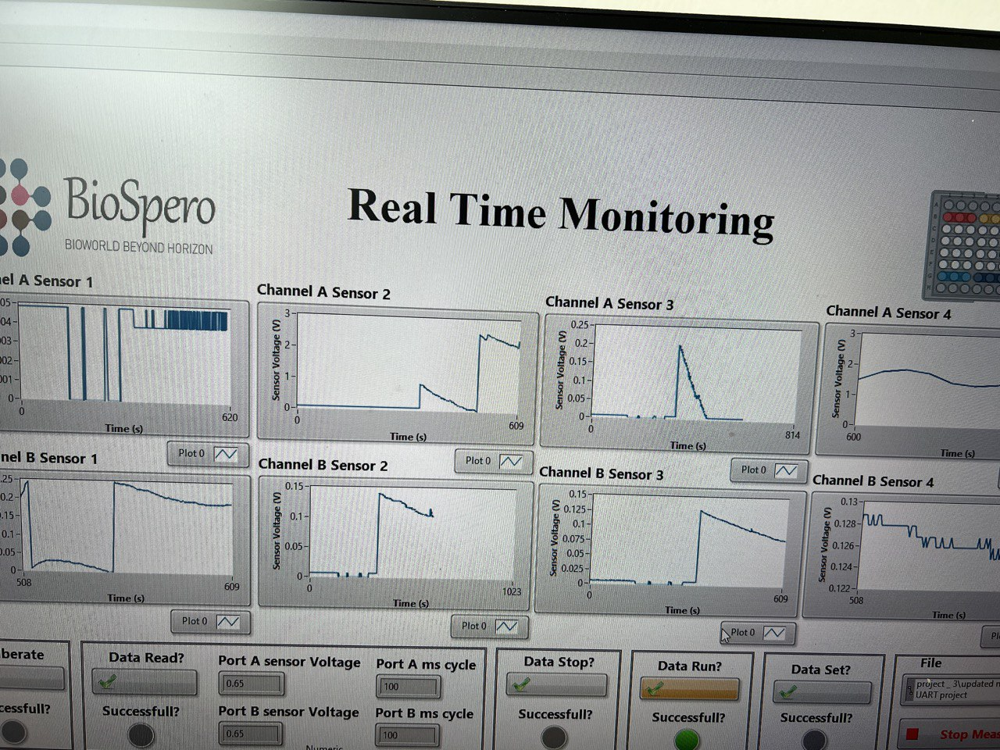 BioSpero
BIOWORLD BEYOND HORIZON
Real Time Monitoring
nel A Sensor 1
05
04
03
02
001
0
0
620
Time (s)
Plot 0
Channel A Sensor 2
Sensor Voltage (V)
3
2
1
0
0
609
Time (s)
Plot 0
Channel A Sensor 3
Sensor Voltage (V)
0.25
0.2
0.15
0.1
0.05
0
0
814
Time (s)
Plot 0
Channel A Sensor 4
Sensor Voltage (V)
3
2
1
0
600
Time (s)
nel B Sensor 1
.25
0.2
.15
0.1
.05
0
508
609
Time (s)
Plot 0
Channel B Sensor 2
Sensor Voltage (V)
0.15
0.1
0.05
0
0
1023
Time (s)
Plot 0
Channel B Sensor 3
Sensor Voltage (V)
0.15
0.125
0.1
0.075
0.05
0.025
0
0
609
Time (s)
Plot 0
Channel B Sensor 4
Sensor Voltage (V)
0.13
0.128
0.126
0.124
0.122
508
Time (s)
Pl
berate
cessfull?
Data Read?
Successfull?
Port A sensor Voltage
0.65
Port B sensor Voltage
0.65
Numeric
Port A ms cycle
100
Port B ms cycle
100
Data Stop?
Successfull?
Data Run?
Successfull?
Data Set?
Successfull?
File
project_3\updated n
UART project
Stop Meas